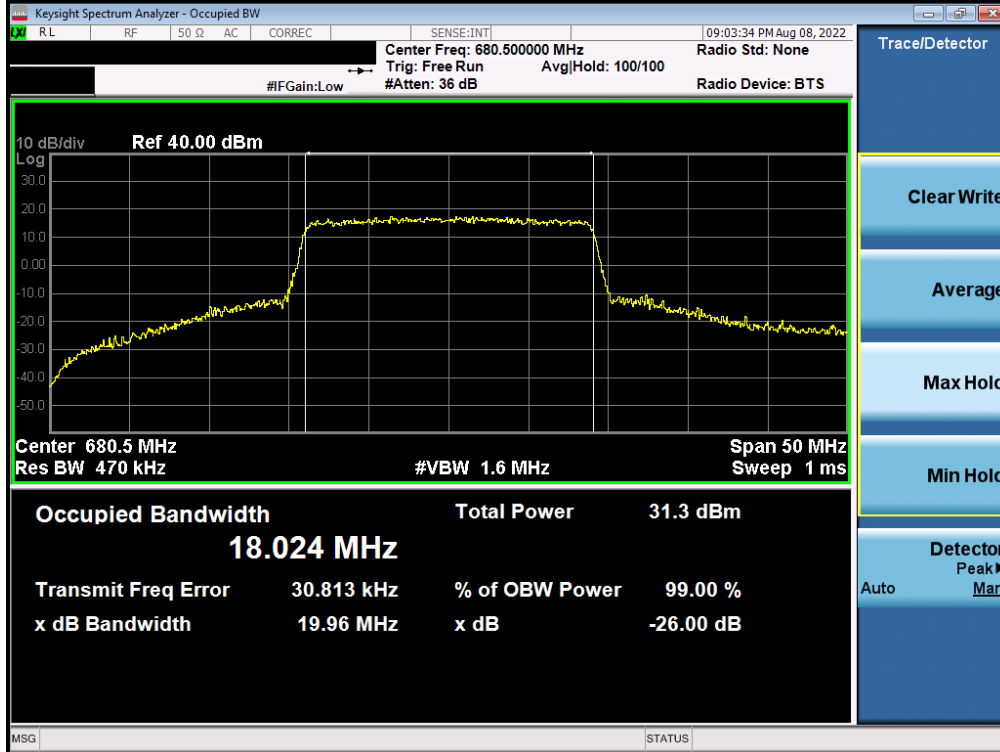 Keysight Spectrum Analyzer - Occupied BW
LXI RL RF 50 Ω AC CORREC SENSE:INT 09:03:34 PM Aug 08, 2022
Center Freq: 680.500000 MHz Radio Std: None
Trig: Free Run Avg|Hold: 100/100
#IFGain:Low #Atten: 36 dB Radio Device: BTS
Trace/Detector
10 dB/div Ref 40.00 dBm
Log
30.0
20.0
10.0
0.00
-10.0
-20.0
-30.0
-40.0
-50.0
Center 680.5 MHz Span 50 MHz
Res BW 470 kHz #VBW 1.6 MHz Sweep 1 ms
Occupied Bandwidth Total Power 31.3 dBm
18.024 MHz
Transmit Freq Error 30.813 kHz % of OBW Power 99.00 %
x dB Bandwidth 19.96 MHz x dB -26.00 dB
Clear Write
Average
Max Hold
Min Hold
Detector
Peak
Auto Man
MSG STATUS